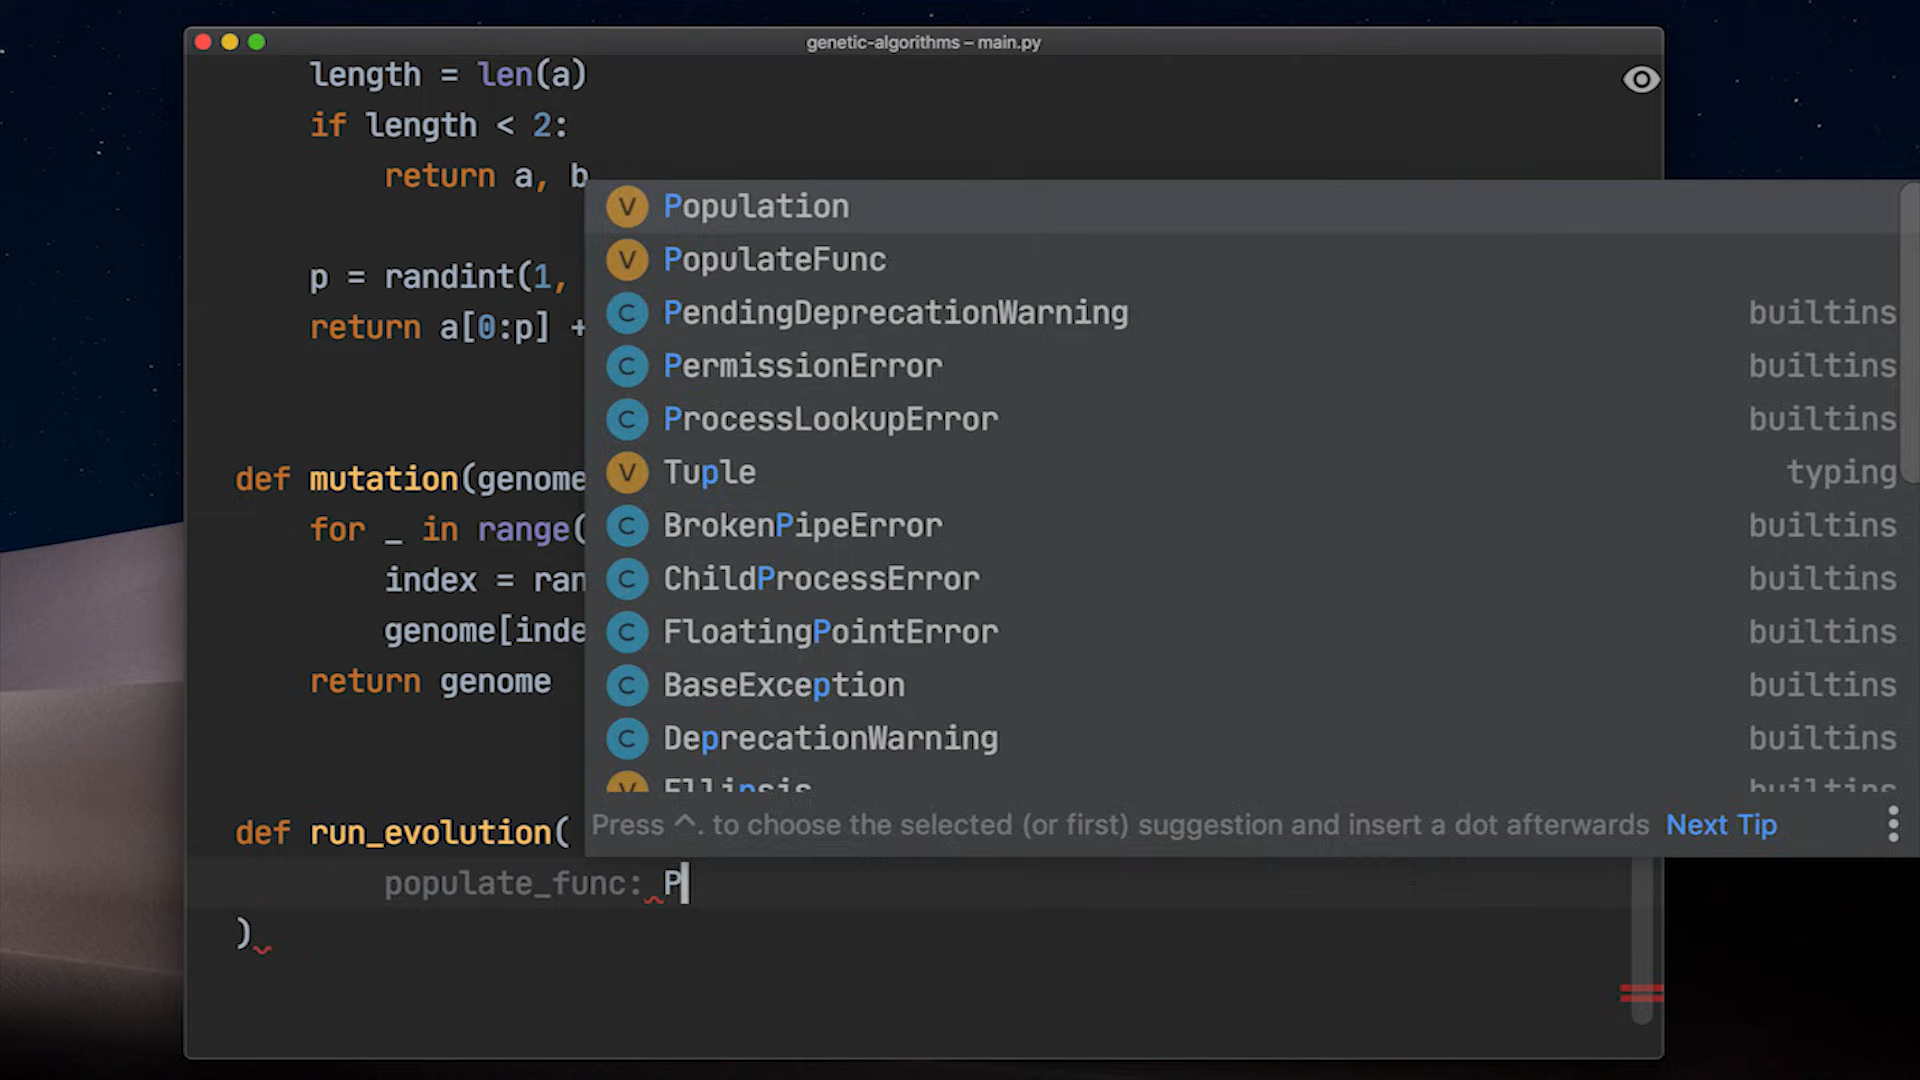 genetic-algorithms – main.py
length = len(a)
if length < 2:
return a, b
p = randint(1,
return a[0:p] +
def mutation(genome
for _ in range(
index = ran
genome[inde
return genome
def run_evolution(
populate_func: P
)
Population
PopulateFunc
PendingDeprecationWarning builtins
PermissionError builtins
ProcessLookupError builtins
Tuple typing
BrokenPipeError builtins
ChildProcessError builtins
FloatingPointError builtins
BaseException builtins
DeprecationWarning builtins
Ellipsis builtins
Press ^. to choose the selected (or first) suggestion and insert a dot afterwards Next Tip